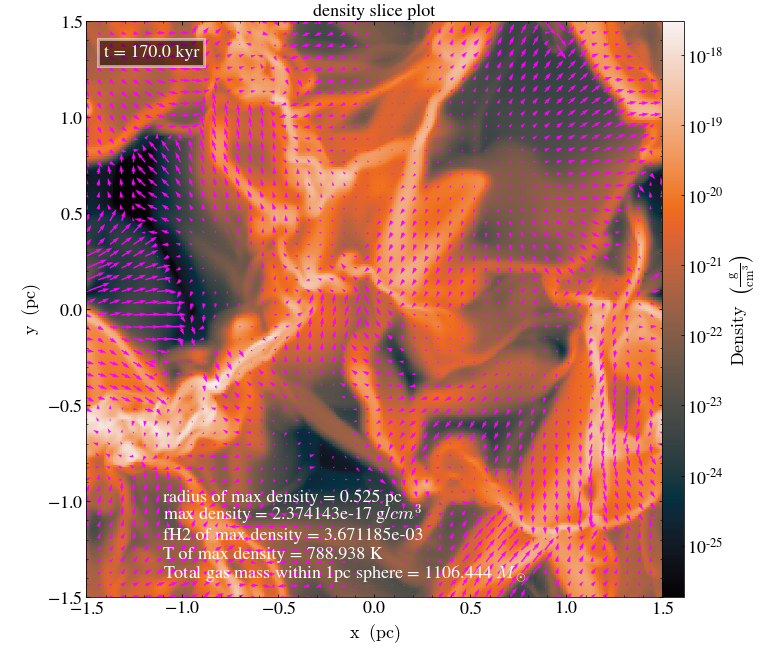 density slice plot
t = 170.0 kyr
1.5
1.0
0.5
0.0
−0.5
−1.0
−1.5
y (pc)
radius of max density = 0.525 pc
max density = 2.374143e-17 g/cm³
fH2 of max density = 3.671185e-03
T of max density = 788.938 K
Total gas mass within 1pc sphere = 1106.444 M⊙
−1.5 −1.0 −0.5 0.0 0.5 1.0 1.5
x (pc)
10⁻¹⁸
10⁻¹⁹
10⁻²⁰
10⁻²¹
10⁻²²
10⁻²³
10⁻²⁴
10⁻²⁵
Density (g/cm³)